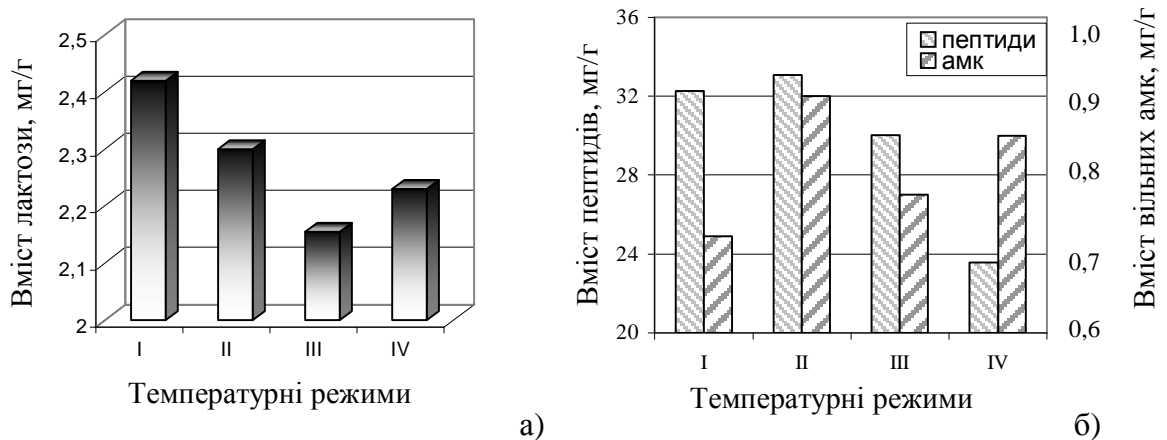 Вміст лактози, мг/г
2,5
2,4
2,3
2,2
2,1
2
I
II
III
IV
Температурні режими
а)
Вміст пептидів, мг/г
36
32
28
24
20
пептиди
амк
I
II
III
IV
Температурні режими
1,0
0,9
0,8
0,7
0,6
Вміст вільних амк, мг/г
б)